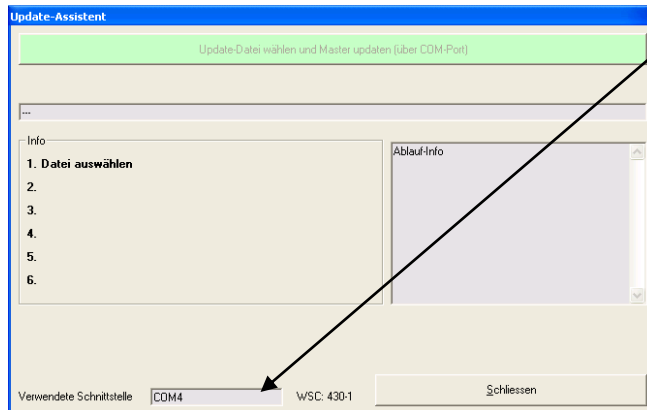 Update-Assistent
Update-Datei wählen und Master updaten (über COM-Port)
---
Info
1. Datei auswählen
2.
3.
4.
5.
6.
Ablauf-Info
Verwendete Schnittstelle COM4 WSC: 430-1
Schliessen